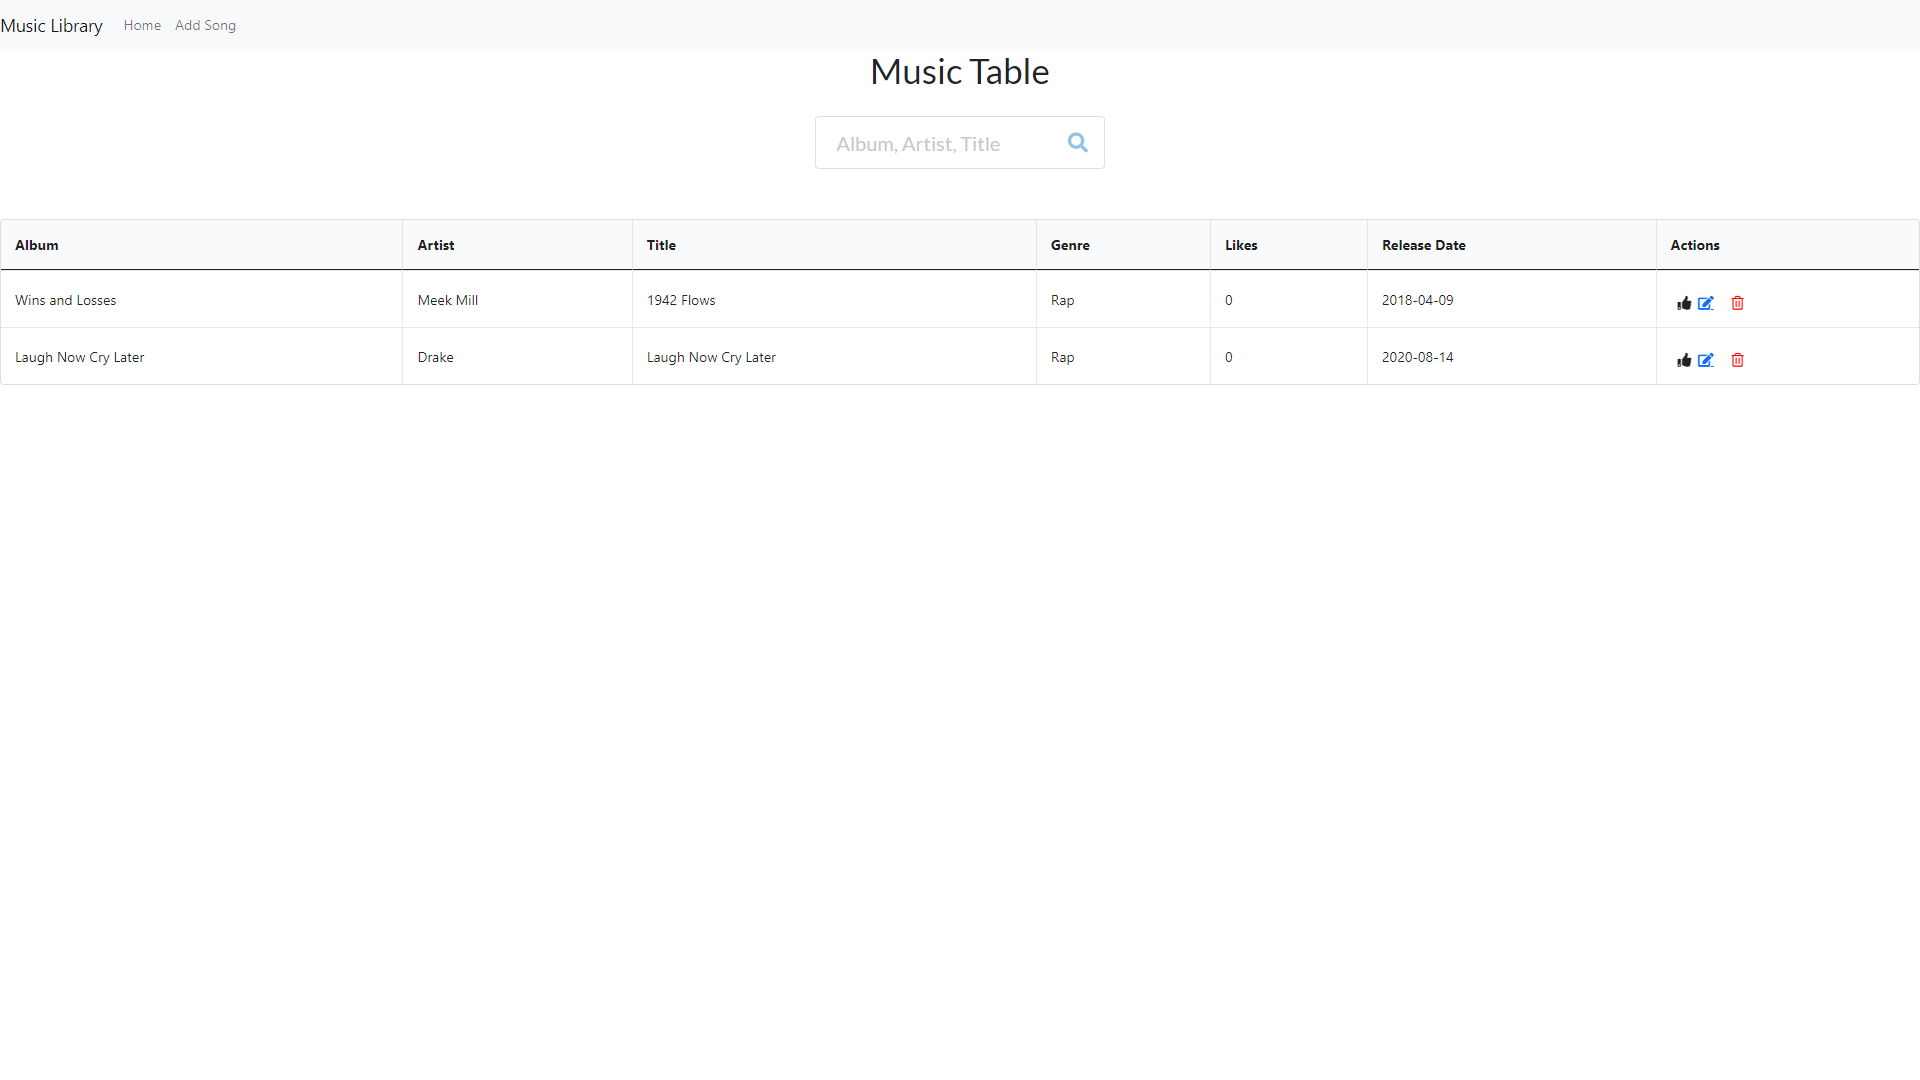 Music Library Home Add Song
Music Table
Album, Artist, Title
Album Artist Title Genre Likes Release Date Actions
Wins and Losses Meek Mill 1942 Flows Rap 0 2018-04-09
Laugh Now Cry Later Drake Laugh Now Cry Later Rap 0 2020-08-14